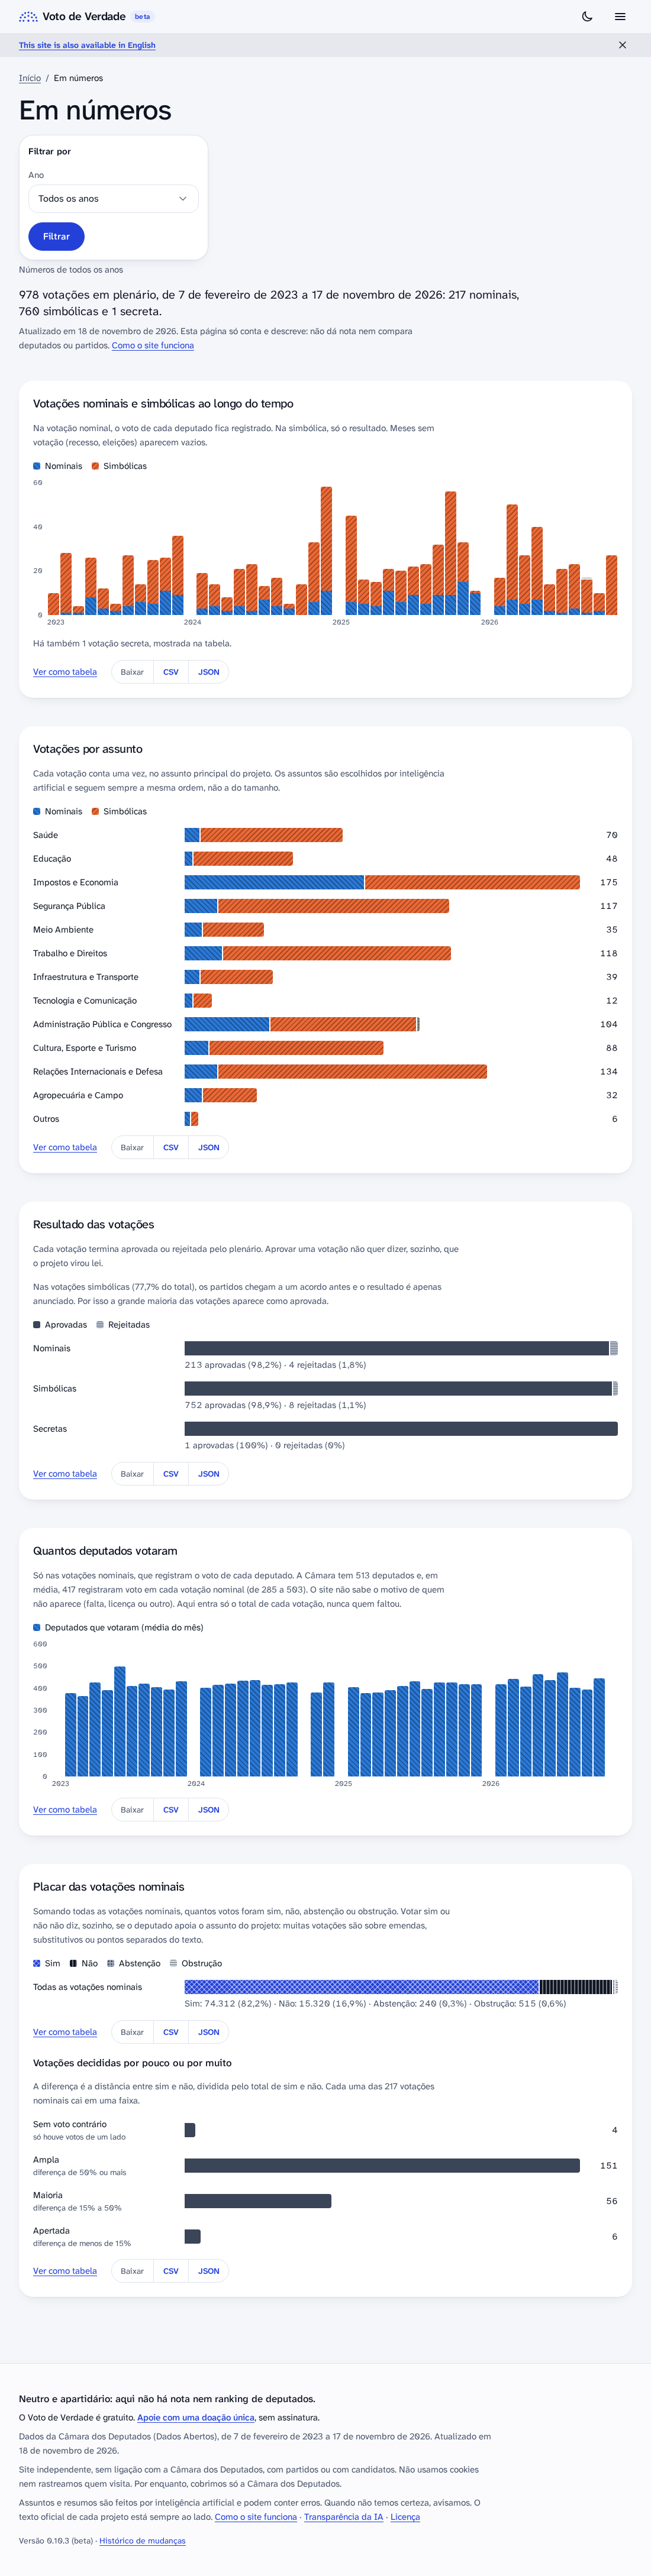 Voto de Verdade beta
This site is also available in English
Início / Em números
Em números
Filtrar por
Ano
Todos os anos
Filtrar
Números de todos os anos
978 votações em plenário, de 7 de fevereiro de 2023 a 17 de novembro de 2026: 217 nominais,
760 simbólicas e 1 secreta.
Atualizado em 18 de novembro de 2026. Esta página só conta e descreve: não dá nota nem compara
deputados ou partidos. Como o site funciona
Votações nominais e simbólicas ao longo do tempo
Na votação nominal, o voto de cada deputado fica registrado. Na simbólica, só o resultado. Meses sem
votação (recesso, eleições) aparecem vazios.
Nominais Simbólicas
60
40
20
0
2023 2024 2025 2026
Há também 1 votação secreta, mostrada na tabela.
Ver como tabela Baixar CSV JSON
Votações por assunto
Cada votação conta uma vez, no assunto principal do projeto. Os assuntos são escolhidos por inteligência
artificial e seguem sempre a mesma ordem, não a do tamanho.
Nominais Simbólicas
Saúde 70
Educação 48
Impostos e Economia 175
Segurança Pública 117
Meio Ambiente 35
Trabalho e Direitos 118
Infraestrutura e Transporte 39
Tecnologia e Comunicação 12
Administração Pública e Congresso 104
Cultura, Esporte e Turismo 88
Relações Internacionais e Defesa 134
Agropecuária e Campo 32
Outros 6
Ver como tabela Baixar CSV JSON
Resultado das votações
Cada votação termina aprovada ou rejeitada pelo plenário. Aprovar uma votação não quer dizer, sozinho, que
o projeto virou lei.
Nas votações simbólicas (77,7% do total), os partidos chegam a um acordo antes e o resultado é apenas
anunciado. Por isso a grande maioria das votações aparece como aprovada.
Aprovadas Rejeitadas
Nominais
213 aprovadas (98,2%) · 4 rejeitadas (1,8%)
Simbólicas
752 aprovadas (98,9%) · 8 rejeitadas (1,1%)
Secretas
1 aprovadas (100%) · 0 rejeitadas (0%)
Ver como tabela Baixar CSV JSON
Quantos deputados votaram
Só nas votações nominais, que registram o voto de cada deputado. A Câmara tem 513 deputados e, em
média, 417 registraram voto em cada votação nominal (de 285 a 503). O site não sabe o motivo de quem
não aparece (falta, licença ou outro). Aqui entra só o total de cada votação, nunca quem faltou.
Deputados que votaram (média do mês)
600
500
400
300
200
100
0
2023 2024 2025 2026
Ver como tabela Baixar CSV JSON
Placar das votações nominais
Somando todas as votações nominais, quantos votos foram sim, não, abstenção ou obstrução. Votar sim ou
não não diz, sozinho, se o deputado apoia o assunto do projeto: muitas votações são sobre emendas,
substitutivos ou pontos separados do texto.
Sim Não Abstenção Obstrução
Todas as votações nominais
Sim: 74.312 (82,2%) · Não: 15.320 (16,9%) · Abstenção: 240 (0,3%) · Obstrução: 515 (0,6%)
Ver como tabela Baixar CSV JSON
Votações decididas por pouco ou por muito
A diferença é a distância entre sim e não, dividida pelo total de sim e não. Cada uma das 217 votações
nominais cai em uma faixa.
Sem voto contrário
só houve votos de um lado 4
Ampla
diferença de 50% ou mais 151
Maioria
diferença de 15% a 50% 56
Apertada
diferença de menos de 15% 6
Ver como tabela Baixar CSV JSON
Neutro e apartidário: aqui não há nota nem ranking de deputados.
O Voto de Verdade é gratuito. Apoie com uma doação única, sem assinatura.
Dados da Câmara dos Deputados (Dados Abertos), de 7 de fevereiro de 2023 a 17 de novembro de 2026. Atualizado em
18 de novembro de 2026.
Site independente, sem ligação com a Câmara dos Deputados, com partidos ou com candidatos. Não usamos cookies
nem rastreamos quem visita. Por enquanto, cobrimos só a Câmara dos Deputados.
Assuntos e resumos são feitos por inteligência artificial e podem conter erros. Quando não temos certeza, avisamos. O
texto oficial de cada projeto está sempre ao lado. Como o site funciona · Transparência da IA · Licença
Versão 0.10.3 (beta) · Histórico de mudanças